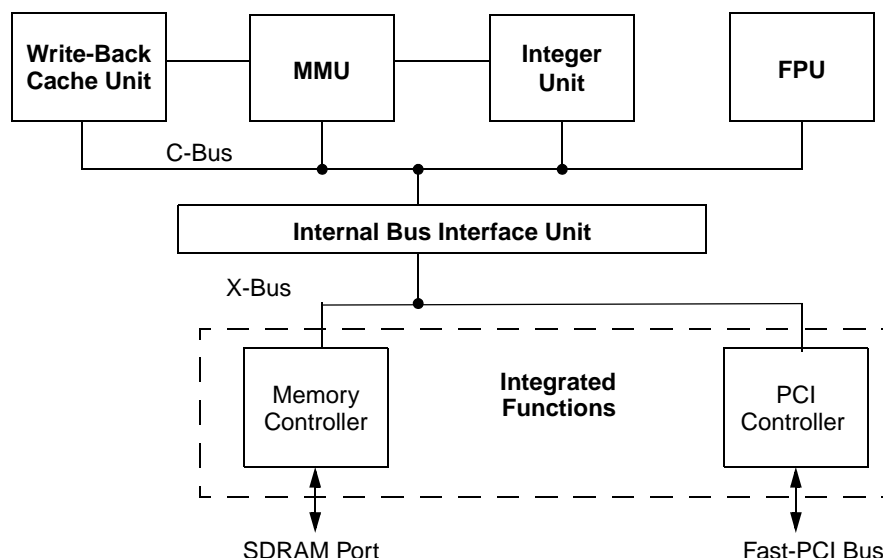 Write-Back
Cache Unit
MMU
Integer
Unit
FPU
C-Bus
Internal Bus Interface Unit
X-Bus
Memory
Controller
Integrated
Functions
PCI
Controller
SDRAM Port
Fast-PCI Bus